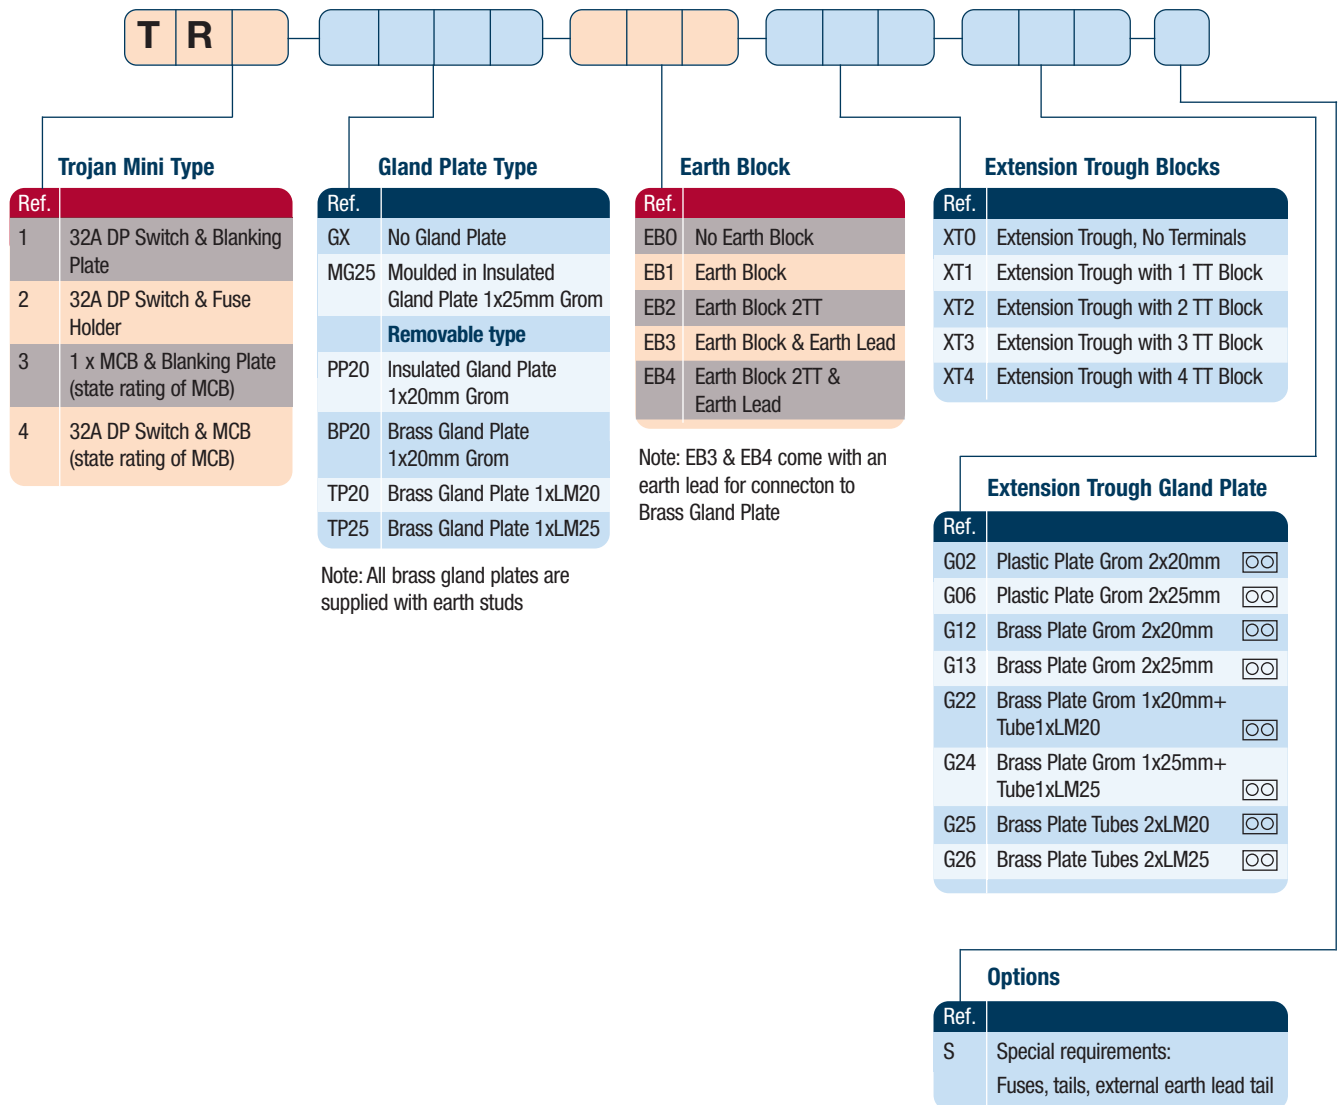 T R
Trojan Mini Type
Ref.
1 32A DP Switch & Blanking
Plate
2 32A DP Switch & Fuse
Holder
3 1 x MCB & Blanking Plate
(state rating of MCB)
4 32A DP Switch & MCB
(state rating of MCB)
Gland Plate Type
Ref.
GX No Gland Plate
MG25 Moulded in Insulated
Gland Plate 1x25mm Grom
Removable type
PP20 Insulated Gland Plate
1x20mm Grom
BP20 Brass Gland Plate
1x20mm Grom
TP20 Brass Gland Plate 1xLM20
TP25 Brass Gland Plate 1xLM25
Note: All brass gland plates are
supplied with earth studs
Earth Block
Ref.
EB0 No Earth Block
EB1 Earth Block
EB2 Earth Block 2TT
EB3 Earth Block & Earth Lead
EB4 Earth Block 2TT &
Earth Lead
Note: EB3 & EB4 come with an
earth lead for connecton to
Brass Gland Plate
Extension Trough Blocks
Ref.
XT0 Extension Trough, No Terminals
XT1 Extension Trough with 1 TT Block
XT2 Extension Trough with 2 TT Block
XT3 Extension Trough with 3 TT Block
XT4 Extension Trough with 4 TT Block
Extension Trough Gland Plate
Ref.
G02 Plastic Plate Grom 2x20mm
G06 Plastic Plate Grom 2x25mm
G12 Brass Plate Grom 2x20mm
G13 Brass Plate Grom 2x25mm
G22 Brass Plate Grom 1x20mm+
Tube1xLM20
G24 Brass Plate Grom 1x25mm+
Tube1xLM25
G25 Brass Plate Tubes 2xLM20
G26 Brass Plate Tubes 2xLM25
Options
Ref.
S Special requirements:
Fuses, tails, external earth lead tail